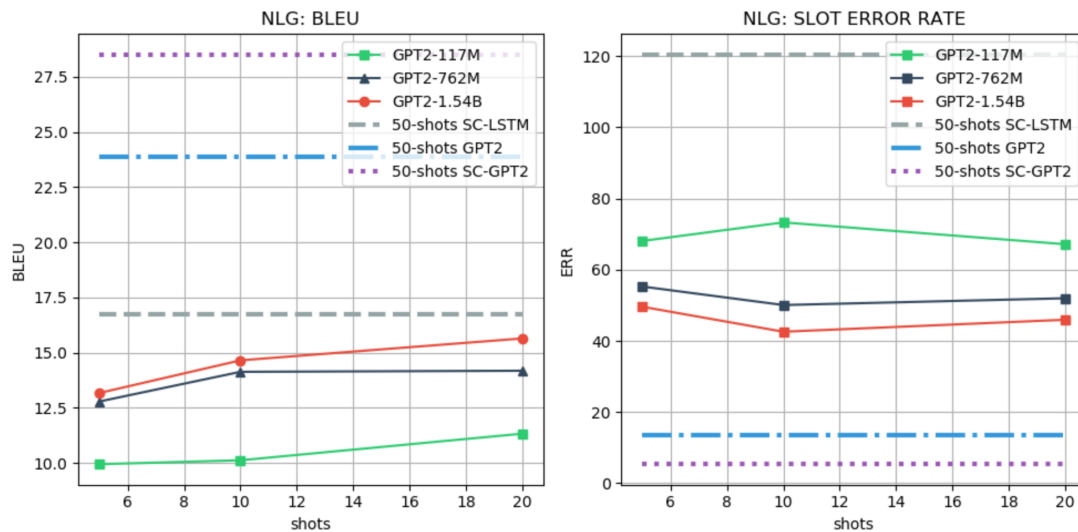 NLG: BLEU
27.5
25.0
22.5
20.0
17.5
15.0
12.5
10.0
BLEU
6 8 10 12 14 16 18 20
shots
GPT2-117M
GPT2-762M
GPT2-1.54B
50-shots SC-LSTM
50-shots GPT2
50-shots SC-GPT2
NLG: SLOT ERROR RATE
120
100
80
60
40
20
0
ERR
6 8 10 12 14 16 18 20
shots
GPT2-117M
GPT2-762M
GPT2-1.54B
50-shots SC-LSTM
50-shots GPT2
50-shots SC-GPT2